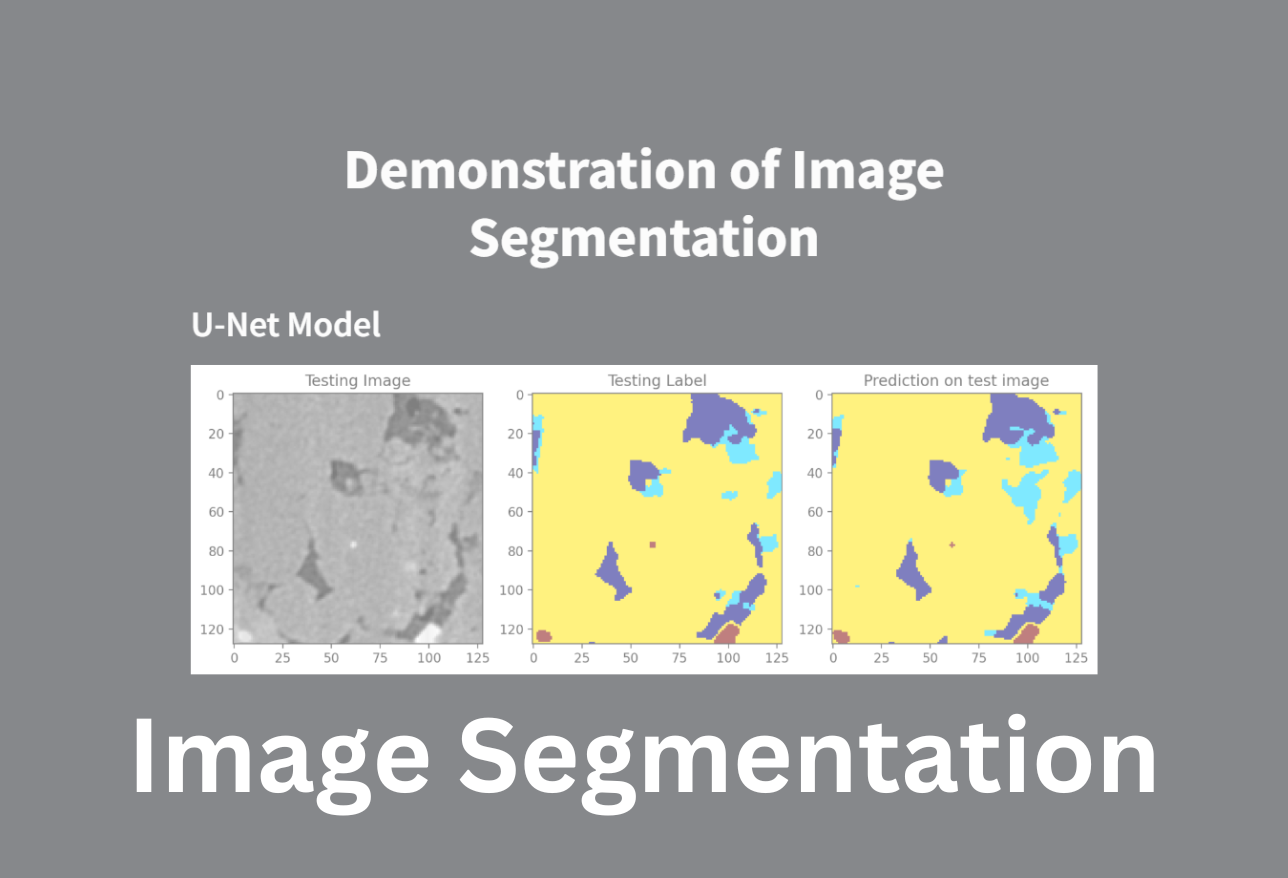 Demonstration of Image
Segmentation
U-Net Model
Testing Image
Testing Label
Prediction on test image
0
20
40
60
80
100
120
0 25 50 75 100 125
0
20
40
60
80
100
120
0 25 50 75 100 125
0
20
40
60
80
100
120
0 25 50 75 100 125
Image Segmentation